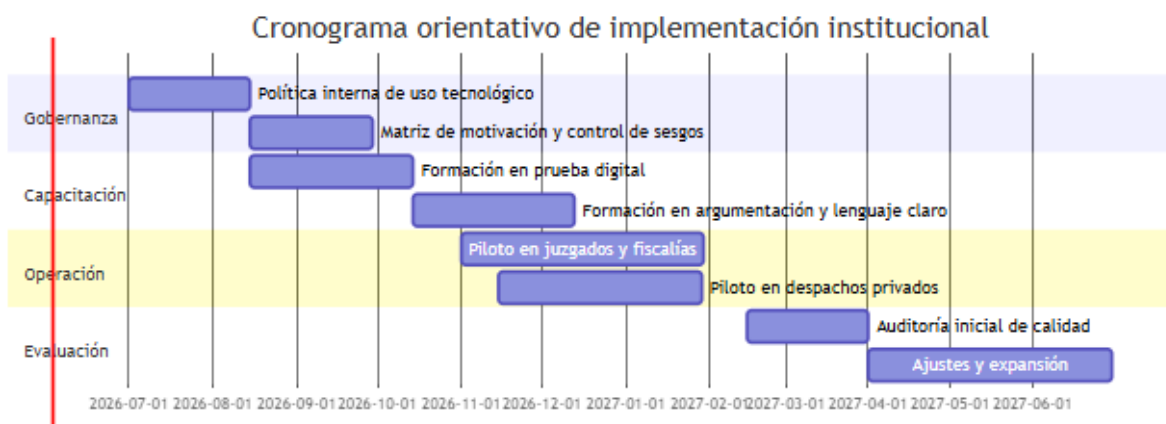 Cronograma orientativo de implementación institucional
Política interna de uso tecnológico
Gobernanza
Matriz de motivación y control de sesgos
Formación en prueba digital
Capacitación
Formación en argumentación y lenguaje claro
Piloto en juzgados y fiscalías
Operación
Piloto en despachos privados
Auditoría inicial de calidad
Evaluación
Ajustes y expansión
2026-07-01 2026-08-01 2026-09-01 2026-10-01 2026-11-01 2026-12-01 2027-01-01 2027-02-01 2027-03-01 2027-04-01 2027-05-01 2027-06-01